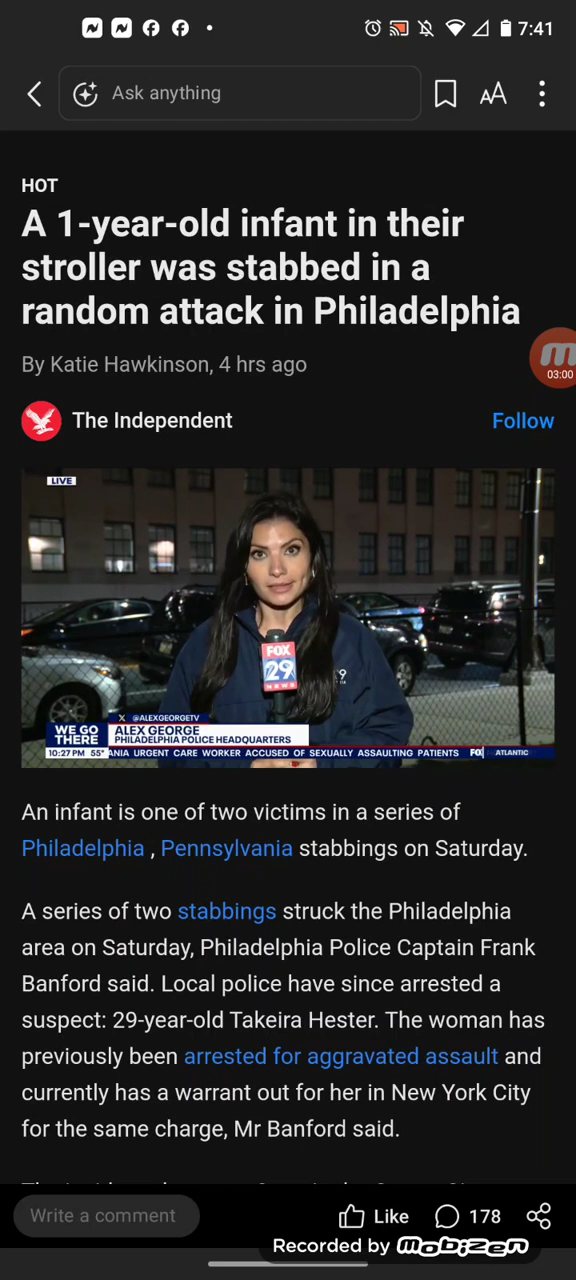 7:41
Ask anything
AA
HOT
A 1-year-old infant in their
stroller was stabbed in a
random attack in Philadelphia
By Katie Hawkinson, 4 hrs ago
03:00
The Independent
Follow
LIVE
FOX
29
NEWS
WE GO
THERE
X @ALEXGEORGETV
ALEX GEORGE
PHILADELPHIA POLICE HEADQUARTERS
10:27 PM 55° ANIA URGENT CARE WORKER ACCUSED OF SEXUALLY ASSAULTING PATIENTS FOX ATLANTIC
An infant is one of two victims in a series of
Philadelphia , Pennsylvania stabbings on Saturday.
A series of two stabbings struck the Philadelphia
area on Saturday, Philadelphia Police Captain Frank
Banford said. Local police have since arrested a
suspect: 29-year-old Takeira Hester. The woman has
previously been arrested for aggravated assault and
currently has a warrant out for her in New York City
for the same charge, Mr Banford said.
Write a comment
Like
178
Recorded by mobizen